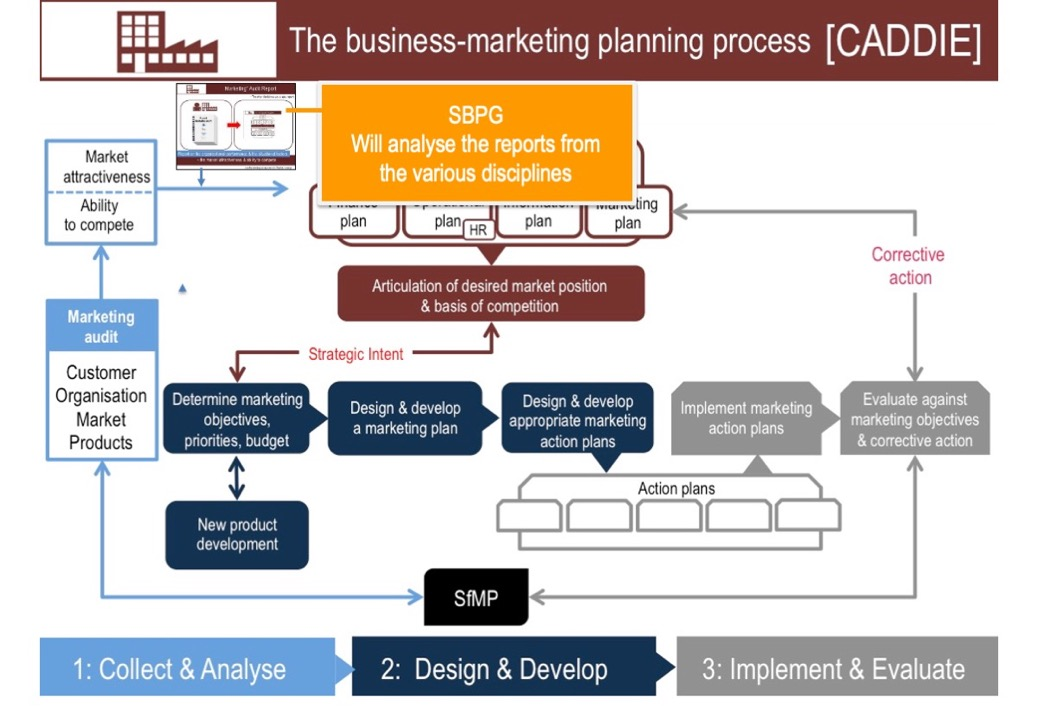 The business-marketing planning process [CADDIE]
Marketing Audit Report
SBPG
Will analyse the reports from
the various disciplines
Market
attractiveness
Ability
to compete
plan
plan
HR
plan
Marketing
plan
Corrective
action
Articulation of desired market position
& basis of competition
Marketing
audit
Customer
Organisation
Market
Products
Strategic Intent
Determine marketing
objectives,
priorities, budget
Design & develop
a marketing plan
Design & develop
appropriate marketing
action plans
Implement marketing
action plans
Evaluate against
marketing objectives
& corrective action
New product
development
Action plans
SfMP
1: Collect & Analyse
2: Design & Develop
3: Implement & Evaluate